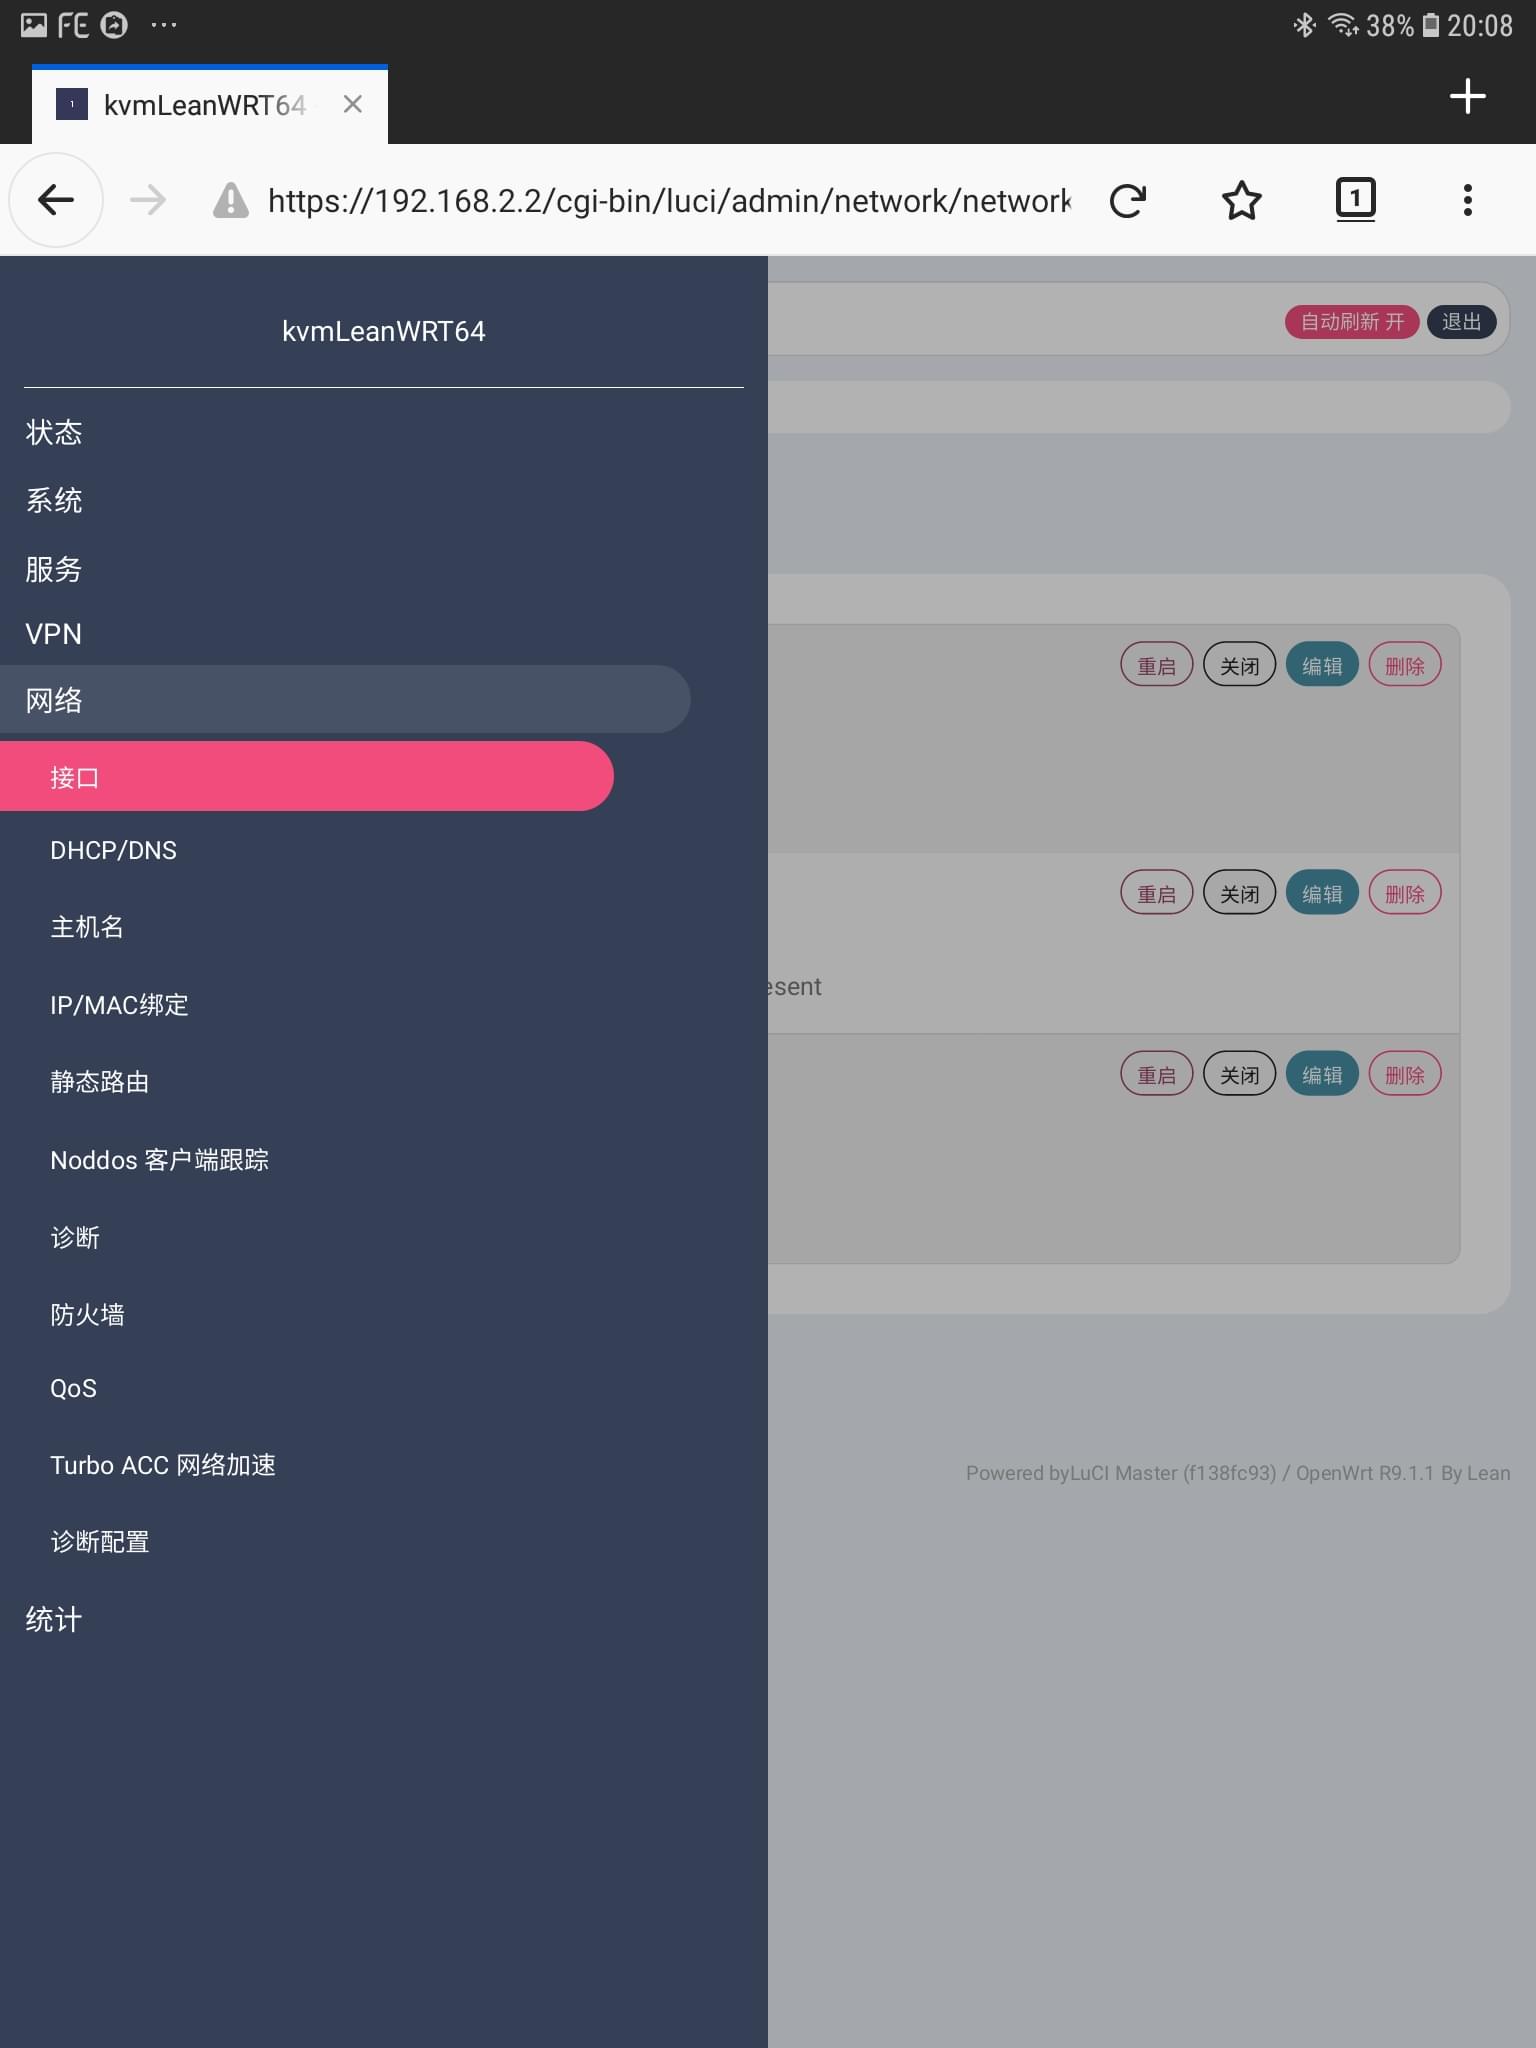 FE
38%
20:08
kvmLeanWRT64
https://192.168.2.2/cgi-bin/luci/admin/network/network
1
kvmLeanWRT64
自动刷新 开
退出
状态
系统
服务
VPN
网络
接口
DHCP/DNS
主机名
IP/MAC绑定
静态路由
Noddos 客户端跟踪
诊断
防火墙
QoS
Turbo ACC 网络加速
诊断配置
统计
重启 关闭 编辑 删除
重启 关闭 编辑 删除
esent
重启 关闭 编辑 删除
Powered byLuCI Master (f138fc93) / OpenWrt R9.1.1 By Lean